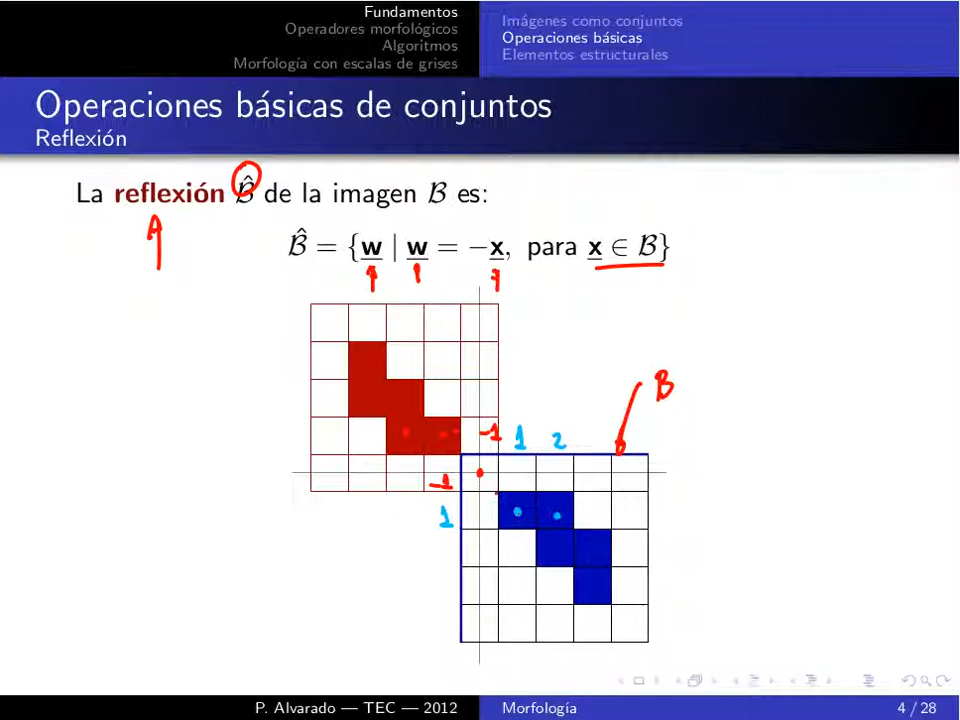 Fundamentos
Operadores morfológicos
Algoritmos
Morfología con escalas de grises
Imágenes como conjuntos
Operaciones básicas
Elementos estructurales
Operaciones básicas de conjuntos
Reflexión
La reflexión B̂ de la imagen B es:
B̂ = {w | w = −x, para x ∈ B}
B
-1 1 2
-1
1
P. Alvarado — TEC — 2012
Morfología
4 / 28